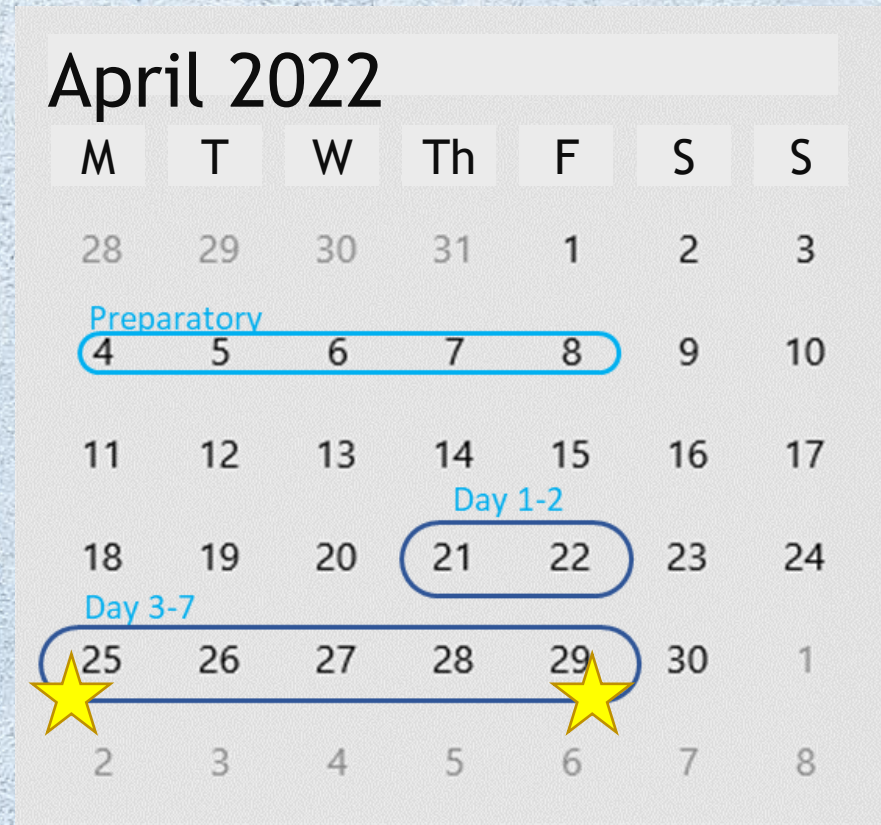 April 2022
M T W Th F S S
28 29 30 31 1 2 3
Preparatory
4 5 6 7 8 9 10
11 12 13 14 15 16 17
Day 1-2
18 19 20 21 22 23 24
Day 3-7
25 26 27 28 29 30 1
2 3 4 5 6 7 8